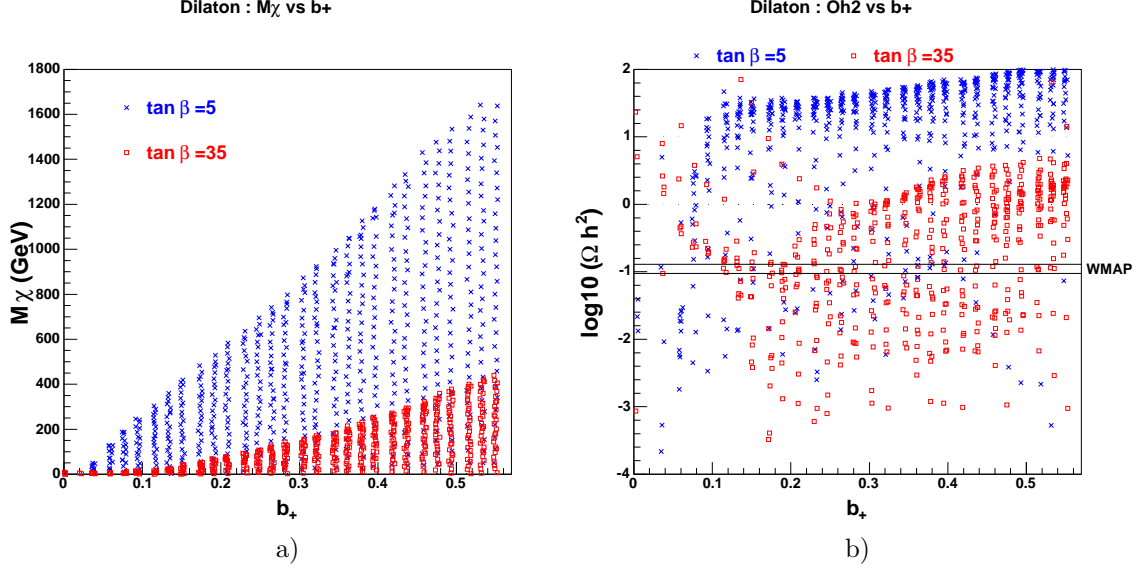 Dilaton : Mχ vs b+
1800
1600
1400
1200
1000
800
600
400
200
0
Mχ (GeV)
tan β =5
tan β =35
0 0.1 0.2 0.3 0.4 0.5
b+
a)
Dilaton : Oh2 vs b+
tan β =5 tan β =35
2
1
0
-1
-2
-3
-4
log10 (Ω h²)
WMAP
0 0.1 0.2 0.3 0.4 0.5
b+
b)